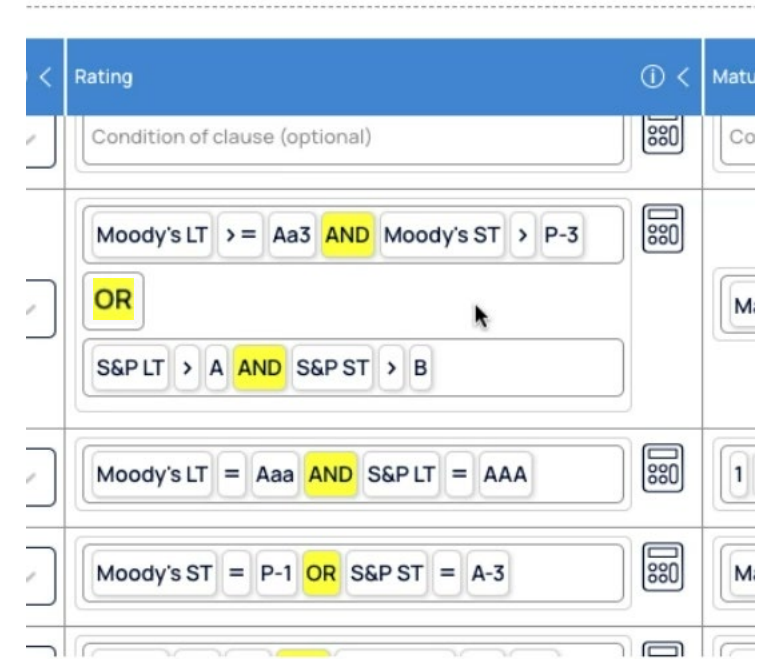 < Rating ⓘ < Matu
Condition of clause (optional) Co
Moody's LT >= Aa3 AND Moody's ST > P-3
OR Ma
S&P LT > A AND S&P ST > B
Moody's LT = Aaa AND S&P LT = AAA 1
Moody's ST = P-1 OR S&P ST = A-3 Ma